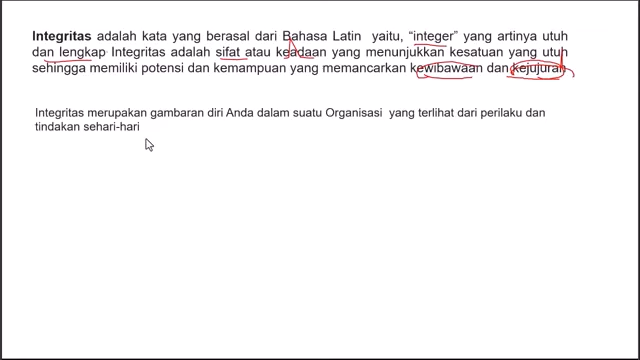 Integritas adalah kata yang berasal dari Bahasa Latin yaitu, “integer” yang artinya utuh
dan lengkap Integritas adalah sifat atau keadaan yang menunjukkan kesatuan yang utuh
sehingga memiliki potensi dan kemampuan yang memancarkan kewibawaan dan kejujuran
Integritas merupakan gambaran diri Anda dalam suatu Organisasi yang terlihat dari perilaku dan
tindakan sehari-hari